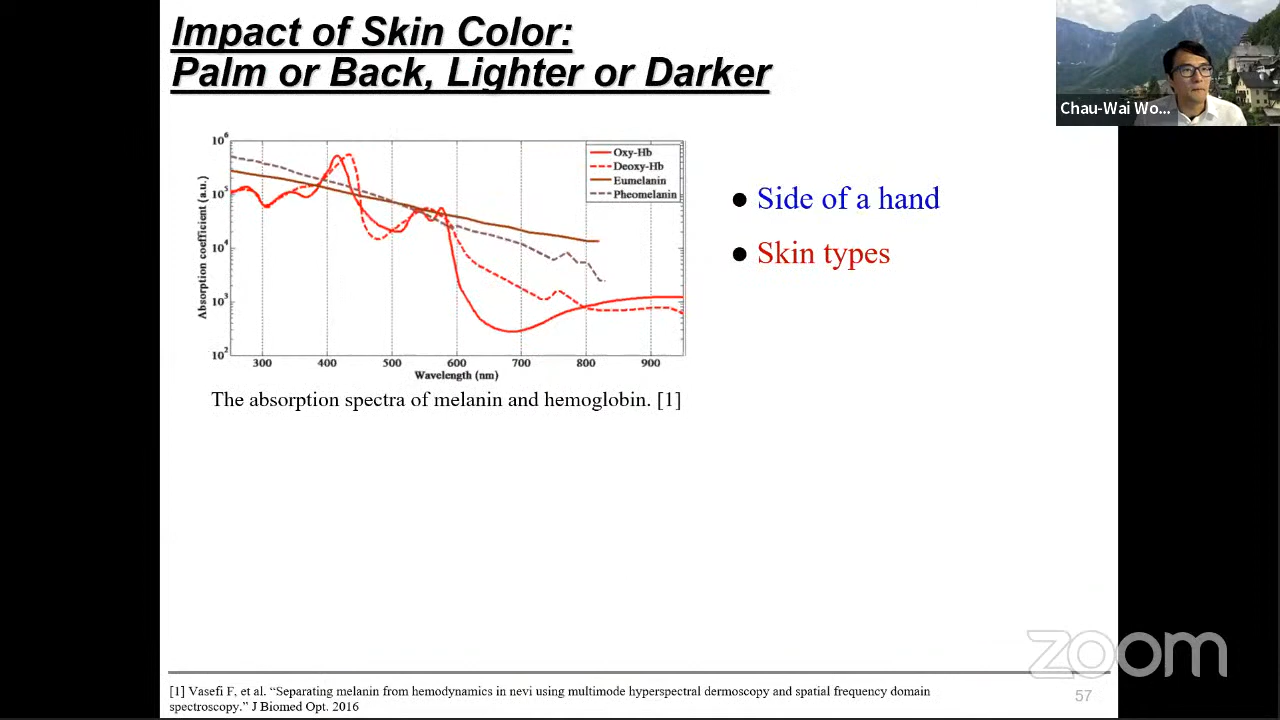 Impact of Skin Color:
Palm or Back, Lighter or Darker
Chau-Wai Wo...
10^6
10^5
10^4
10^3
10^2
Absorption coefficient (a.u.)
Oxy-Hb
Deoxy-Hb
Eumelanin
Pheomelanin
300 400 500 600 700 800 900
Wavelength (nm)
The absorption spectra of melanin and hemoglobin. [1]
● Side of a hand
● Skin types
zoom
[1] Vasefi F, et al. “Separating melanin from hemodynamics in nevi using multimode hyperspectral dermoscopy and spatial frequency domain
spectroscopy.” J Biomed Opt. 2016
57